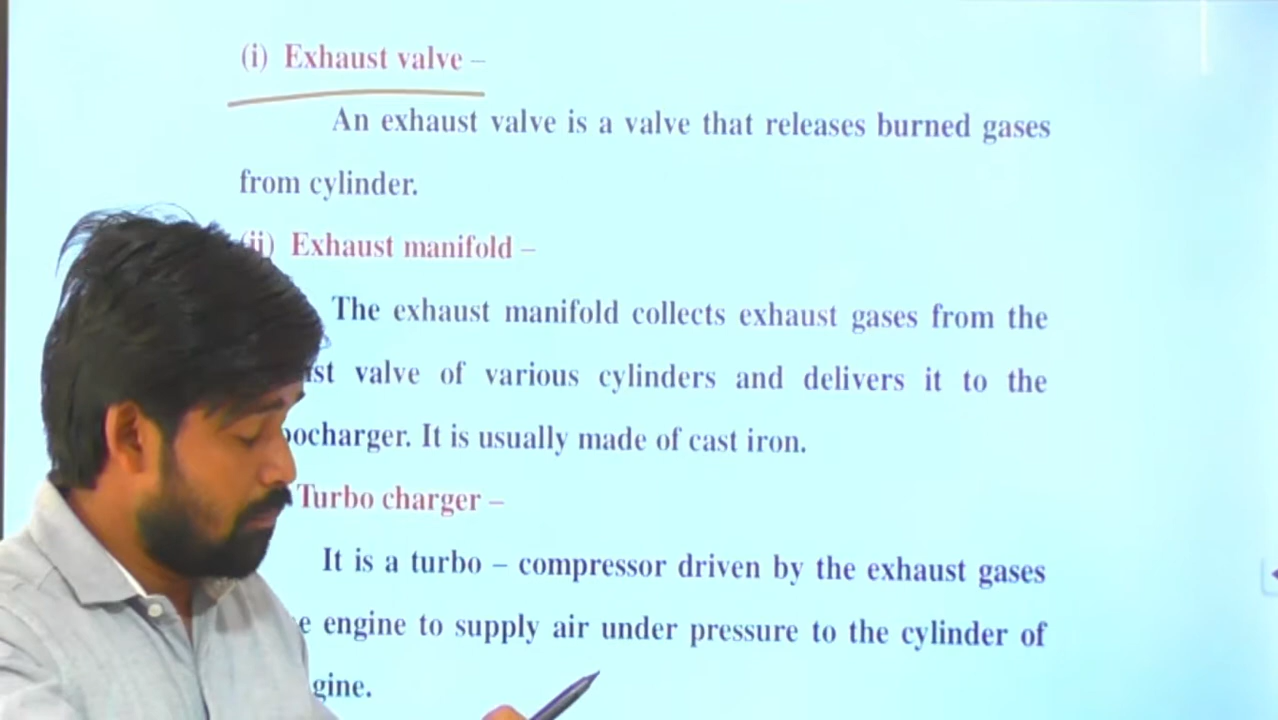 (i) Exhaust valve –
An exhaust valve is a valve that releases burned gases
from cylinder.
(ii) Exhaust manifold –
The exhaust manifold collects exhaust gases from the
valve of various cylinders and delivers it to the
It is usually made of cast iron.
Turbo charger –
It is a turbo – compressor driven by the exhaust gases
engine to supply air under pressure to the cylinder of